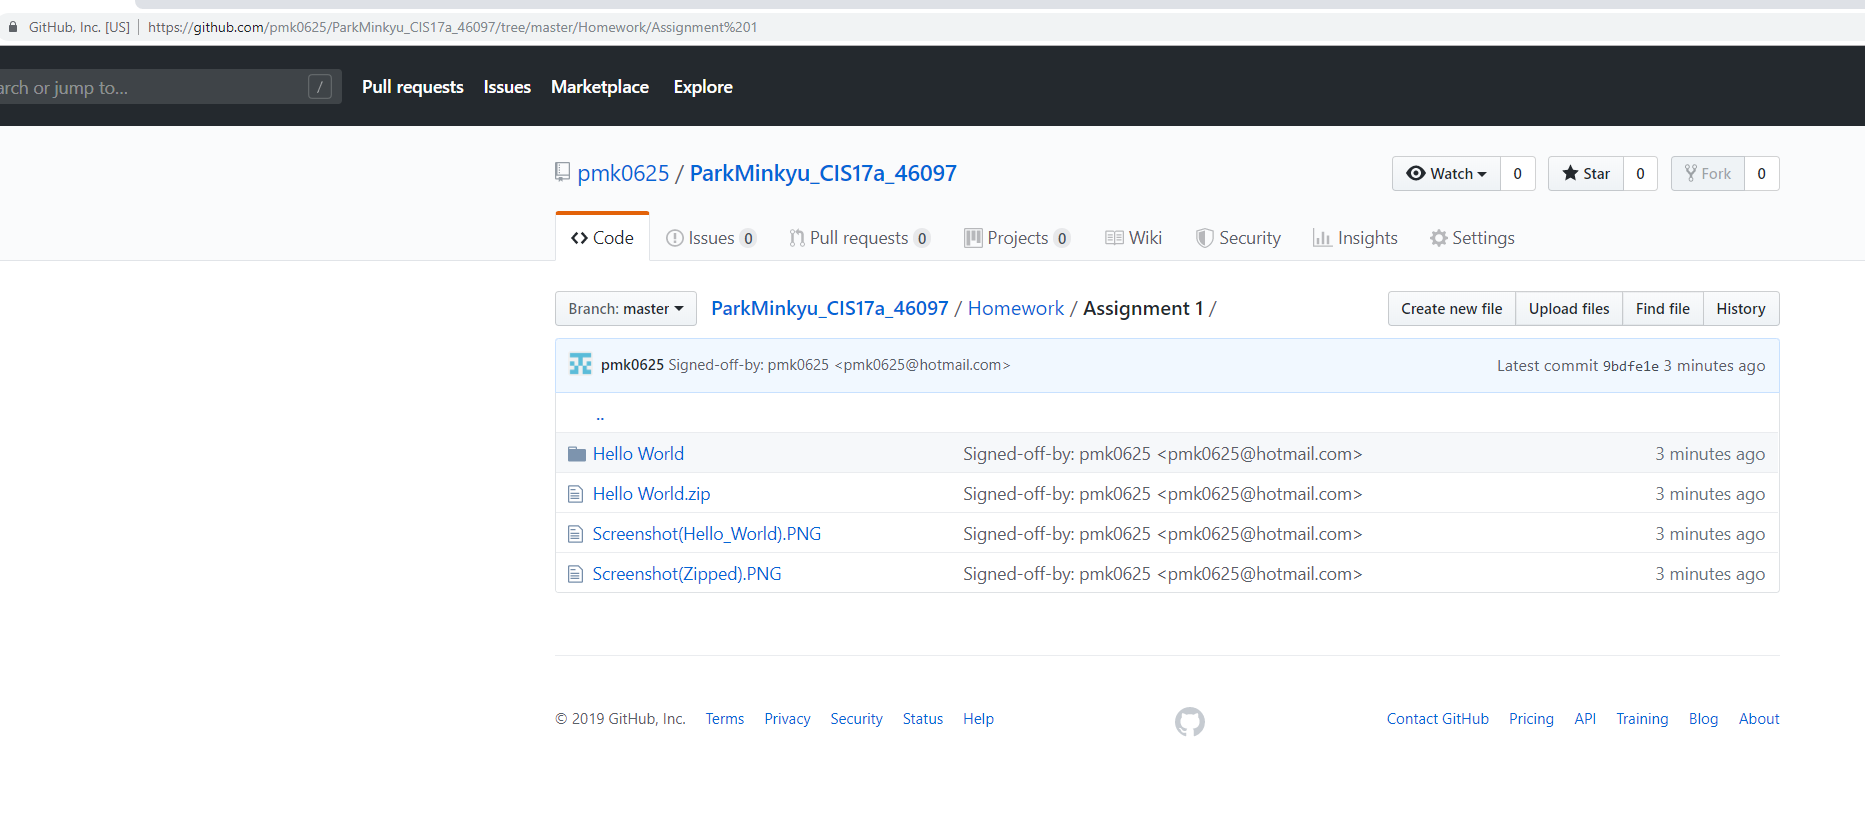 GitHub, Inc. [US] | https://github.com/pmk0625/ParkMinkyu_CIS17a_46097/tree/master/Homework/Assignment%201
arch or jump to... / Pull requests Issues Marketplace Explore
pmk0625 / ParkMinkyu_CIS17a_46097 Watch 0 Star 0 Fork 0
Code Issues 0 Pull requests 0 Projects 0 Wiki Security Insights Settings
Branch: master ParkMinkyu_CIS17a_46097 / Homework / Assignment 1 / Create new file Upload files Find file History
pmk0625 Signed-off-by: pmk0625 <pmk0625@hotmail.com> Latest commit 9bdfe1e 3 minutes ago
..
Hello World Signed-off-by: pmk0625 <pmk0625@hotmail.com> 3 minutes ago
Hello World.zip Signed-off-by: pmk0625 <pmk0625@hotmail.com> 3 minutes ago
Screenshot(Hello_World).PNG Signed-off-by: pmk0625 <pmk0625@hotmail.com> 3 minutes ago
Screenshot(Zipped).PNG Signed-off-by: pmk0625 <pmk0625@hotmail.com> 3 minutes ago
© 2019 GitHub, Inc. Terms Privacy Security Status Help Contact GitHub Pricing API Training Blog About